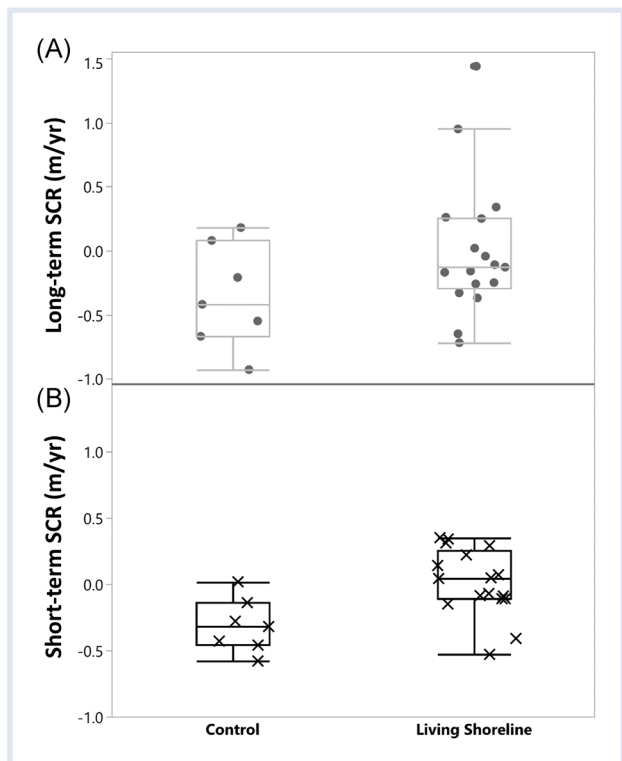 (A)
Long-term SCR (m/yr)
1.5
1.0
0.5
0.0
-0.5
-1.0
(B)
Short-term SCR (m/yr)
1.0
0.5
0.0
-0.5
-1.0
Control Living Shoreline